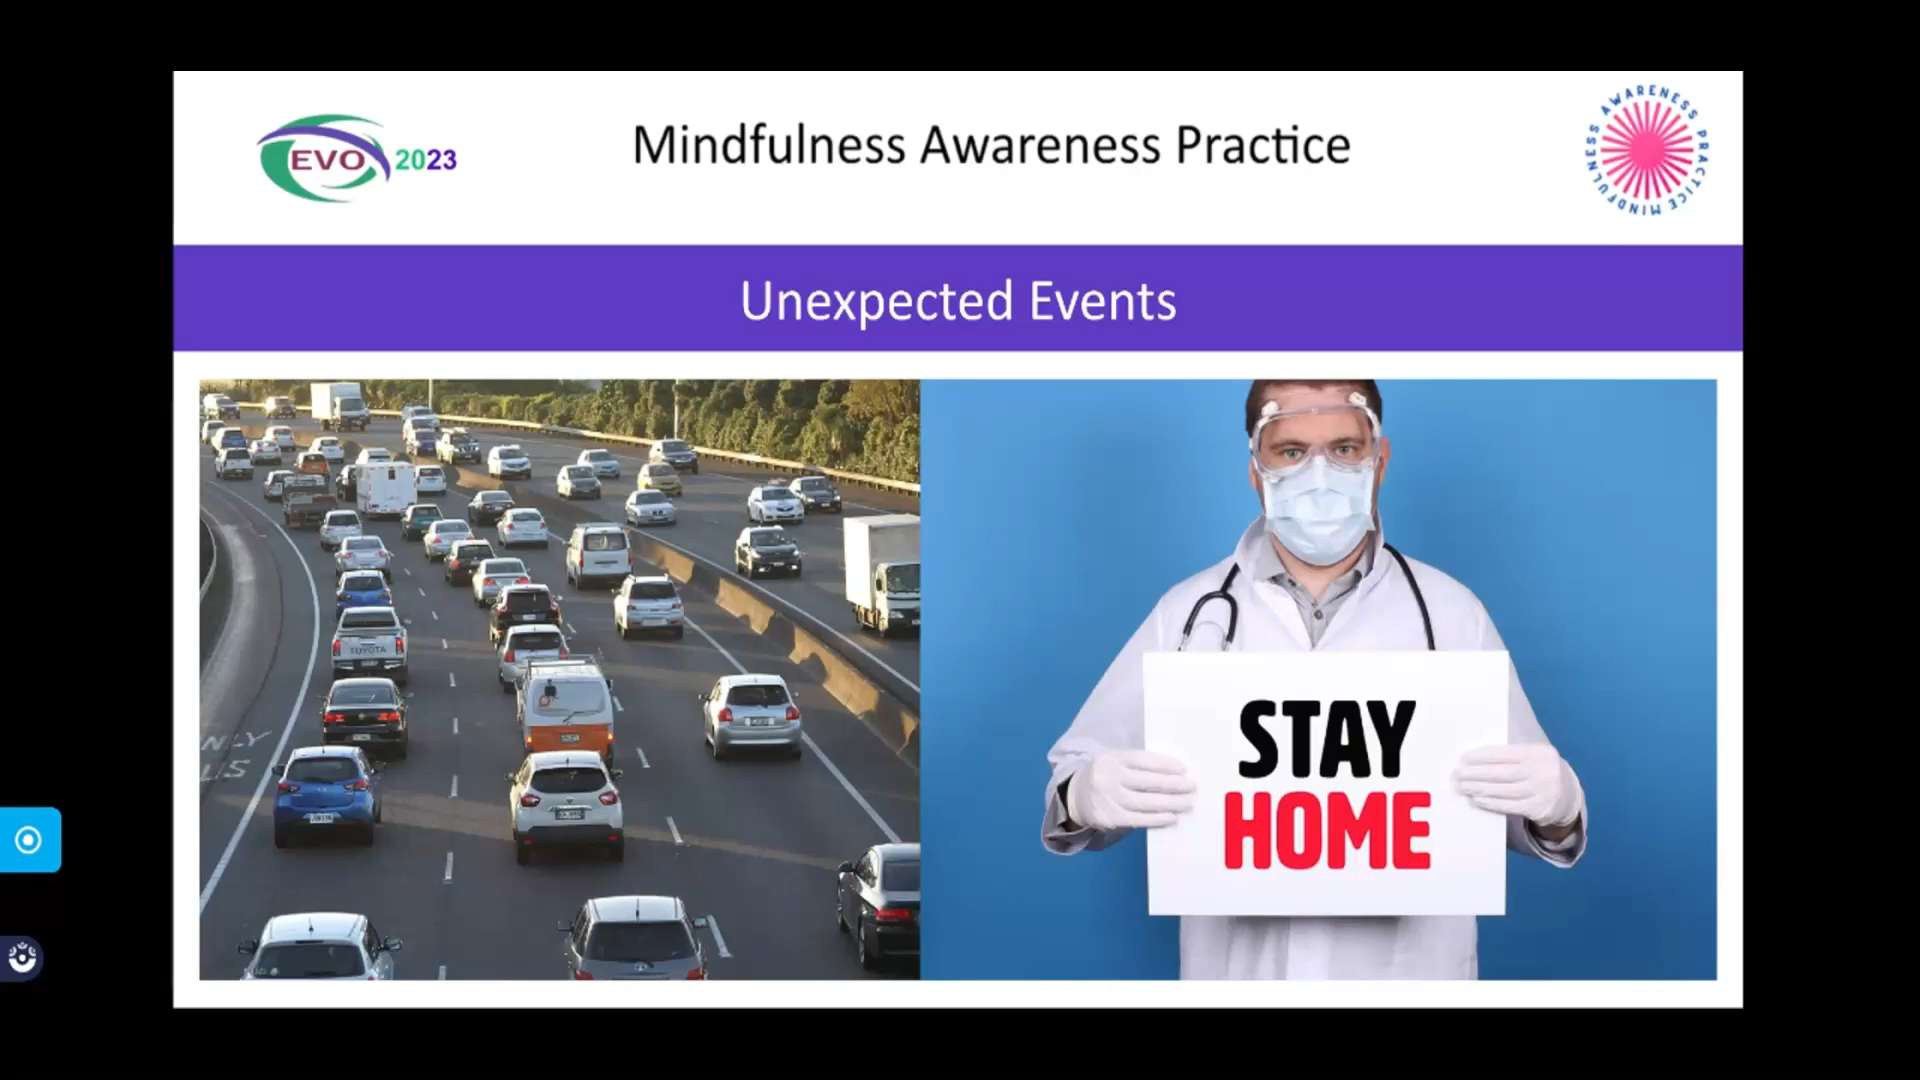 EVO 2023
Mindfulness Awareness Practice
MINDFULNESS AWARENESS PRACTICE
Unexpected Events
TOYOTA
STAY
HOME